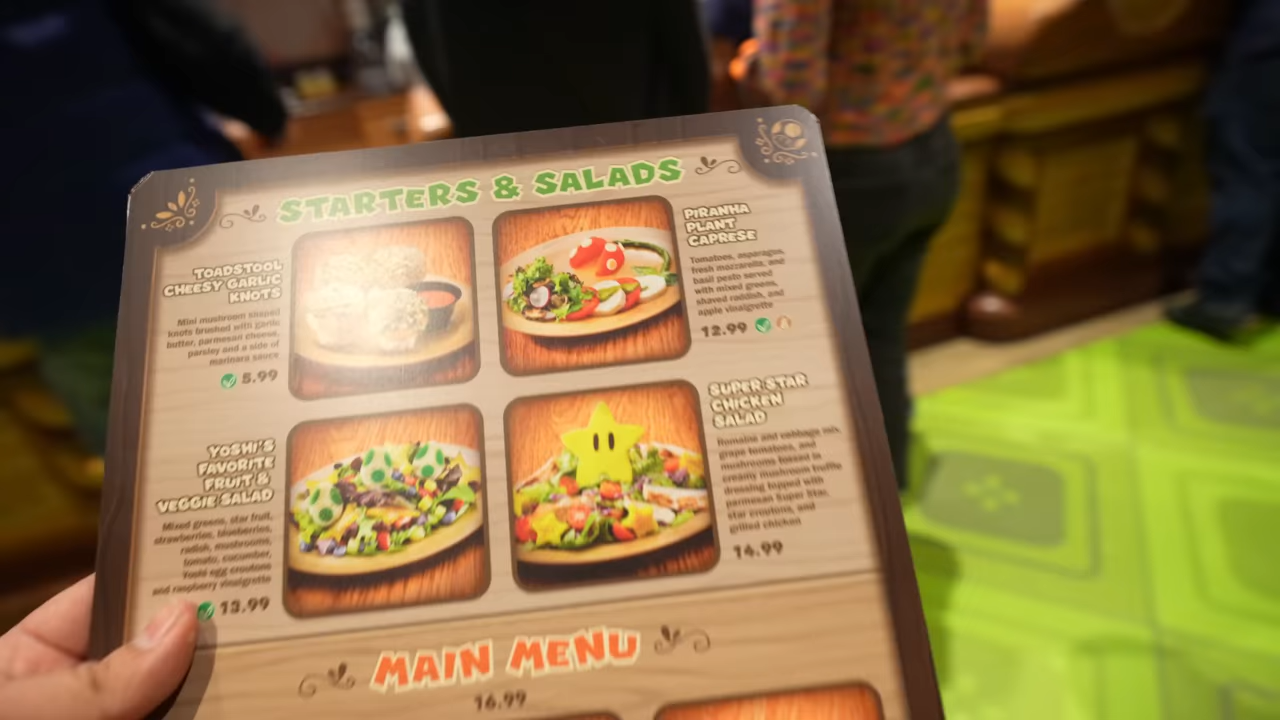 STARTERS & SALADS
TOADSTOOL
CHEESY GARLIC
KNOTS
Mini mushroom shaped
knots brushed with garlic
butter, parmesan cheese,
parsley and a side of
marinara sauce
5.99
PIRANHA
PLANT
CAPRESE
Tomatoes, asparagus,
fresh mozzarella, and
basil pesto served
with mixed greens,
shaved raddish, and
apple vinaigrette
12.99
YOSHI'S
FAVORITE
FRUIT &
VEGGIE SALAD
Mixed greens, star fruit,
strawberries, blueberries,
radish, mushrooms,
tomato, cucumber,
Yoshi egg croutons
and raspberry vinaigrette
13.99
SUPER STAR
CHICKEN
SALAD
Romaine and cabbage mix,
grape tomatoes, and
mushrooms tossed in
creamy mushroom truffle
dressing topped with
parmesan Super Star,
star croutons, and
grilled chicken
14.99
MAIN MENU
16.99